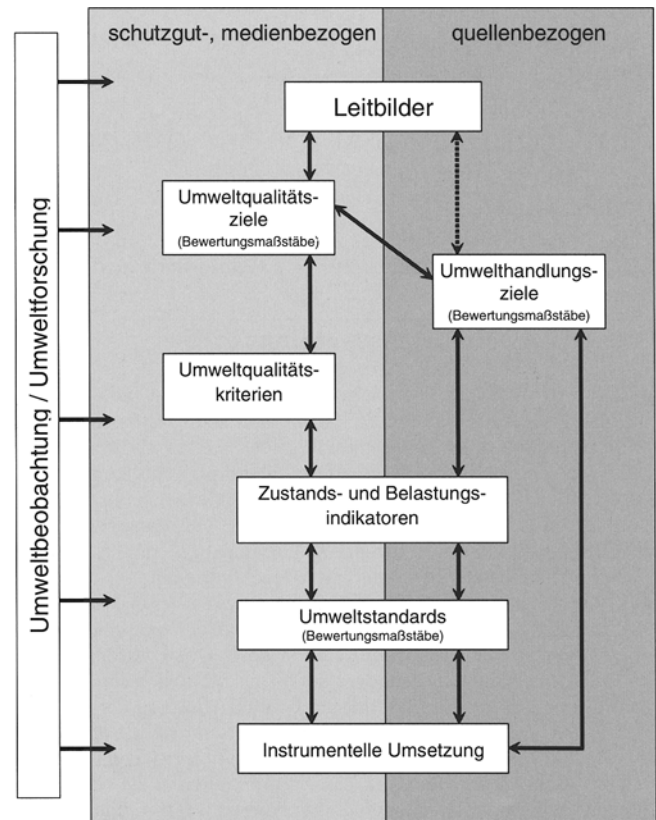 schutzgut-, medienbezogen
quellenbezogen
Umweltbeobachtung / Umweltforschung
Leitbilder
Umweltqualitäts-
ziele
(Bewertungsmaßstäbe)
Umwelthandlungs-
ziele
(Bewertungsmaßstäbe)
Umweltqualitäts-
kriterien
Zustands- und Belastungs-
indikatoren
Umweltstandards
(Bewertungsmaßstäbe)
Instrumentelle Umsetzung